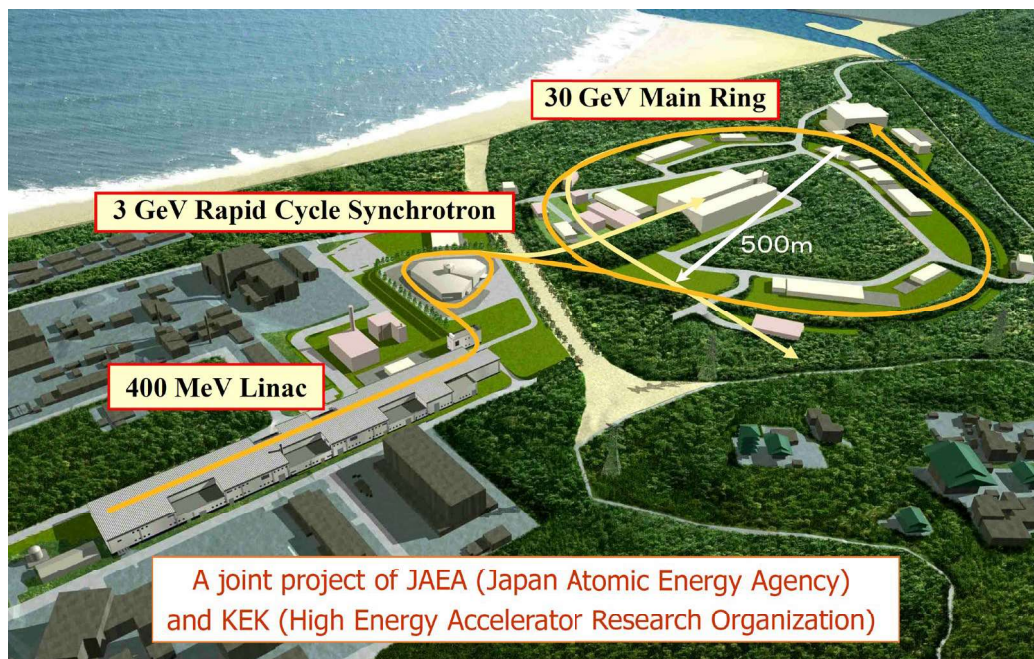 30 GeV Main Ring
3 GeV Rapid Cycle Synchrotron
500m
400 MeV Linac
A joint project of JAEA (Japan Atomic Energy Agency)
and KEK (High Energy Accelerator Research Organization)